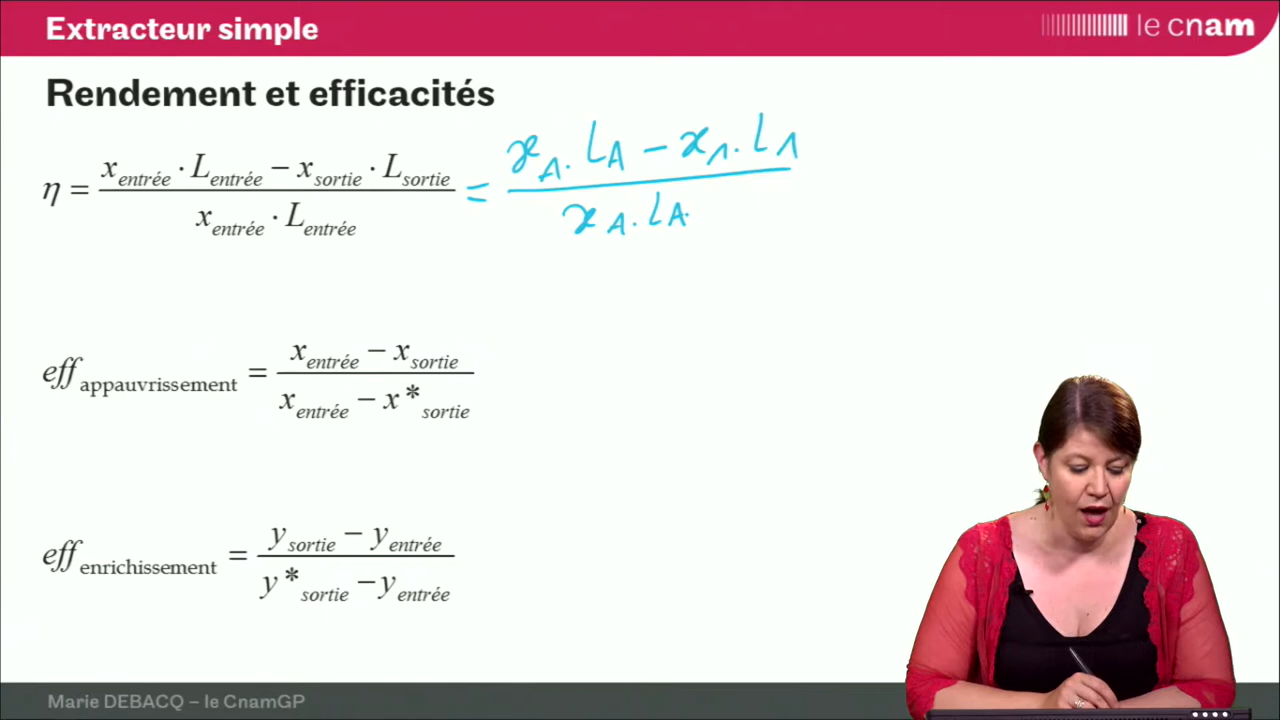 Extracteur simple
le cnam
Rendement et efficacités
η = (x_entrée · L_entrée − x_sortie · L_sortie) / (x_entrée · L_entrée) = (x_A · L_A − x_1 · L_1) / (x_A · L_A)
eff_appauvrissement = (x_entrée − x_sortie) / (x_entrée − x*_sortie)
eff_enrichissement = (y_sortie − y_entrée) / (y*_sortie − y_entrée)
Marie DEBACQ – le CnamGP